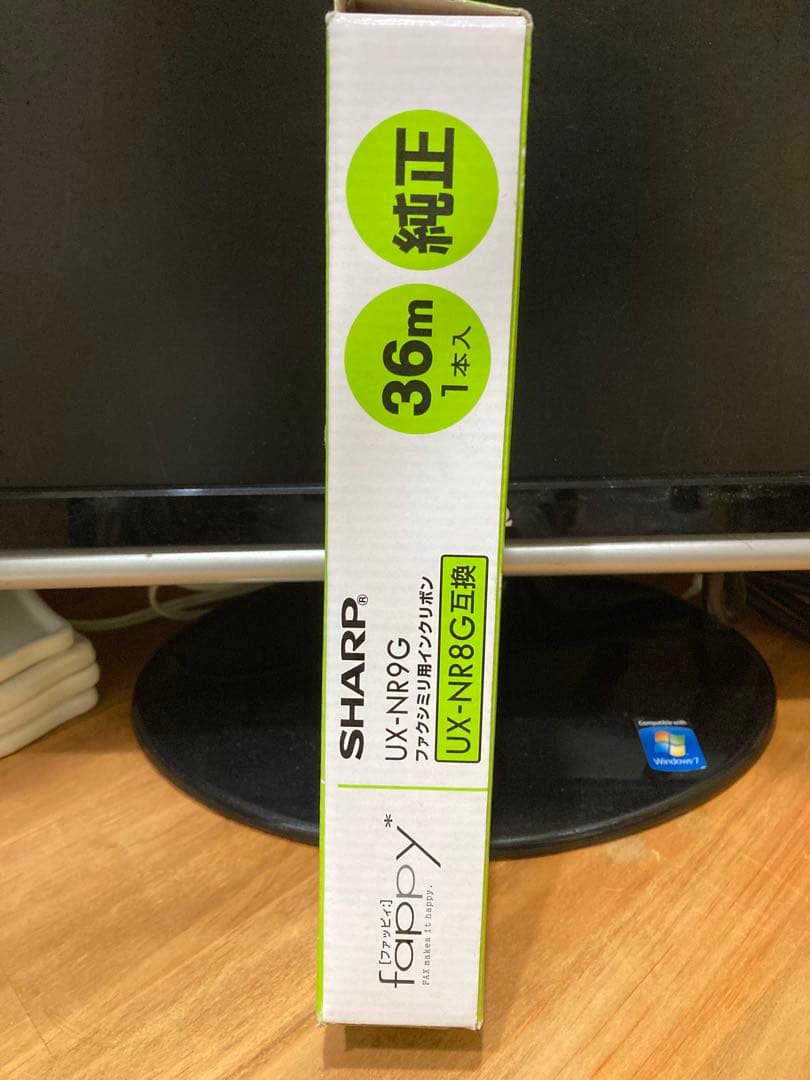 純正
36m
1本入
SHARP®
UX-NR9G
ファクシミリ用インクリボン
UX-NR8G互換
[ファッピィ:]
fappy*
FAX makes it happy.
Compatible with
Windows 7